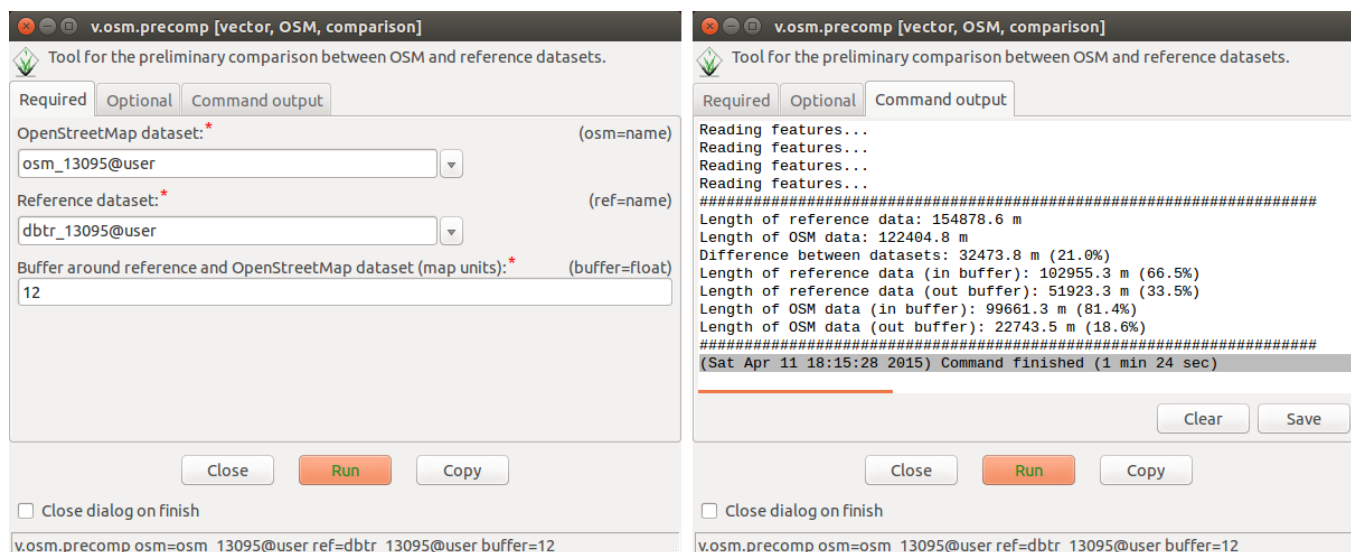 v.osm.precomp [vector, OSM, comparison]
Tool for the preliminary comparison between OSM and reference datasets.
Required Optional Command output
OpenStreetMap dataset:* (osm=name)
osm_13095@user
Reference dataset:* (ref=name)
dbtr_13095@user
Buffer around reference and OpenStreetMap dataset (map units):* (buffer=float)
12
Close Run Copy
Close dialog on finish
v.osm.precomp osm=osm_13095@user ref=dbtr_13095@user buffer=12
v.osm.precomp [vector, OSM, comparison]
Tool for the preliminary comparison between OSM and reference datasets.
Required Optional Command output
Reading features...
Reading features...
Reading features...
Reading features...
#####################################################################
Length of reference data: 154878.6 m
Length of OSM data: 122404.8 m
Difference between datasets: 32473.8 m (21.0%)
Length of reference data (in buffer): 102955.3 m (66.5%)
Length of reference data (out buffer): 51923.3 m (33.5%)
Length of OSM data (in buffer): 99661.3 m (81.4%)
Length of OSM data (out buffer): 22743.5 m (18.6%)
#####################################################################
(Sat Apr 11 18:15:28 2015) Command finished (1 min 24 sec)
Clear Save
Close Run Copy
Close dialog on finish
v.osm.precomp osm=osm_13095@user ref=dbtr_13095@user buffer=12